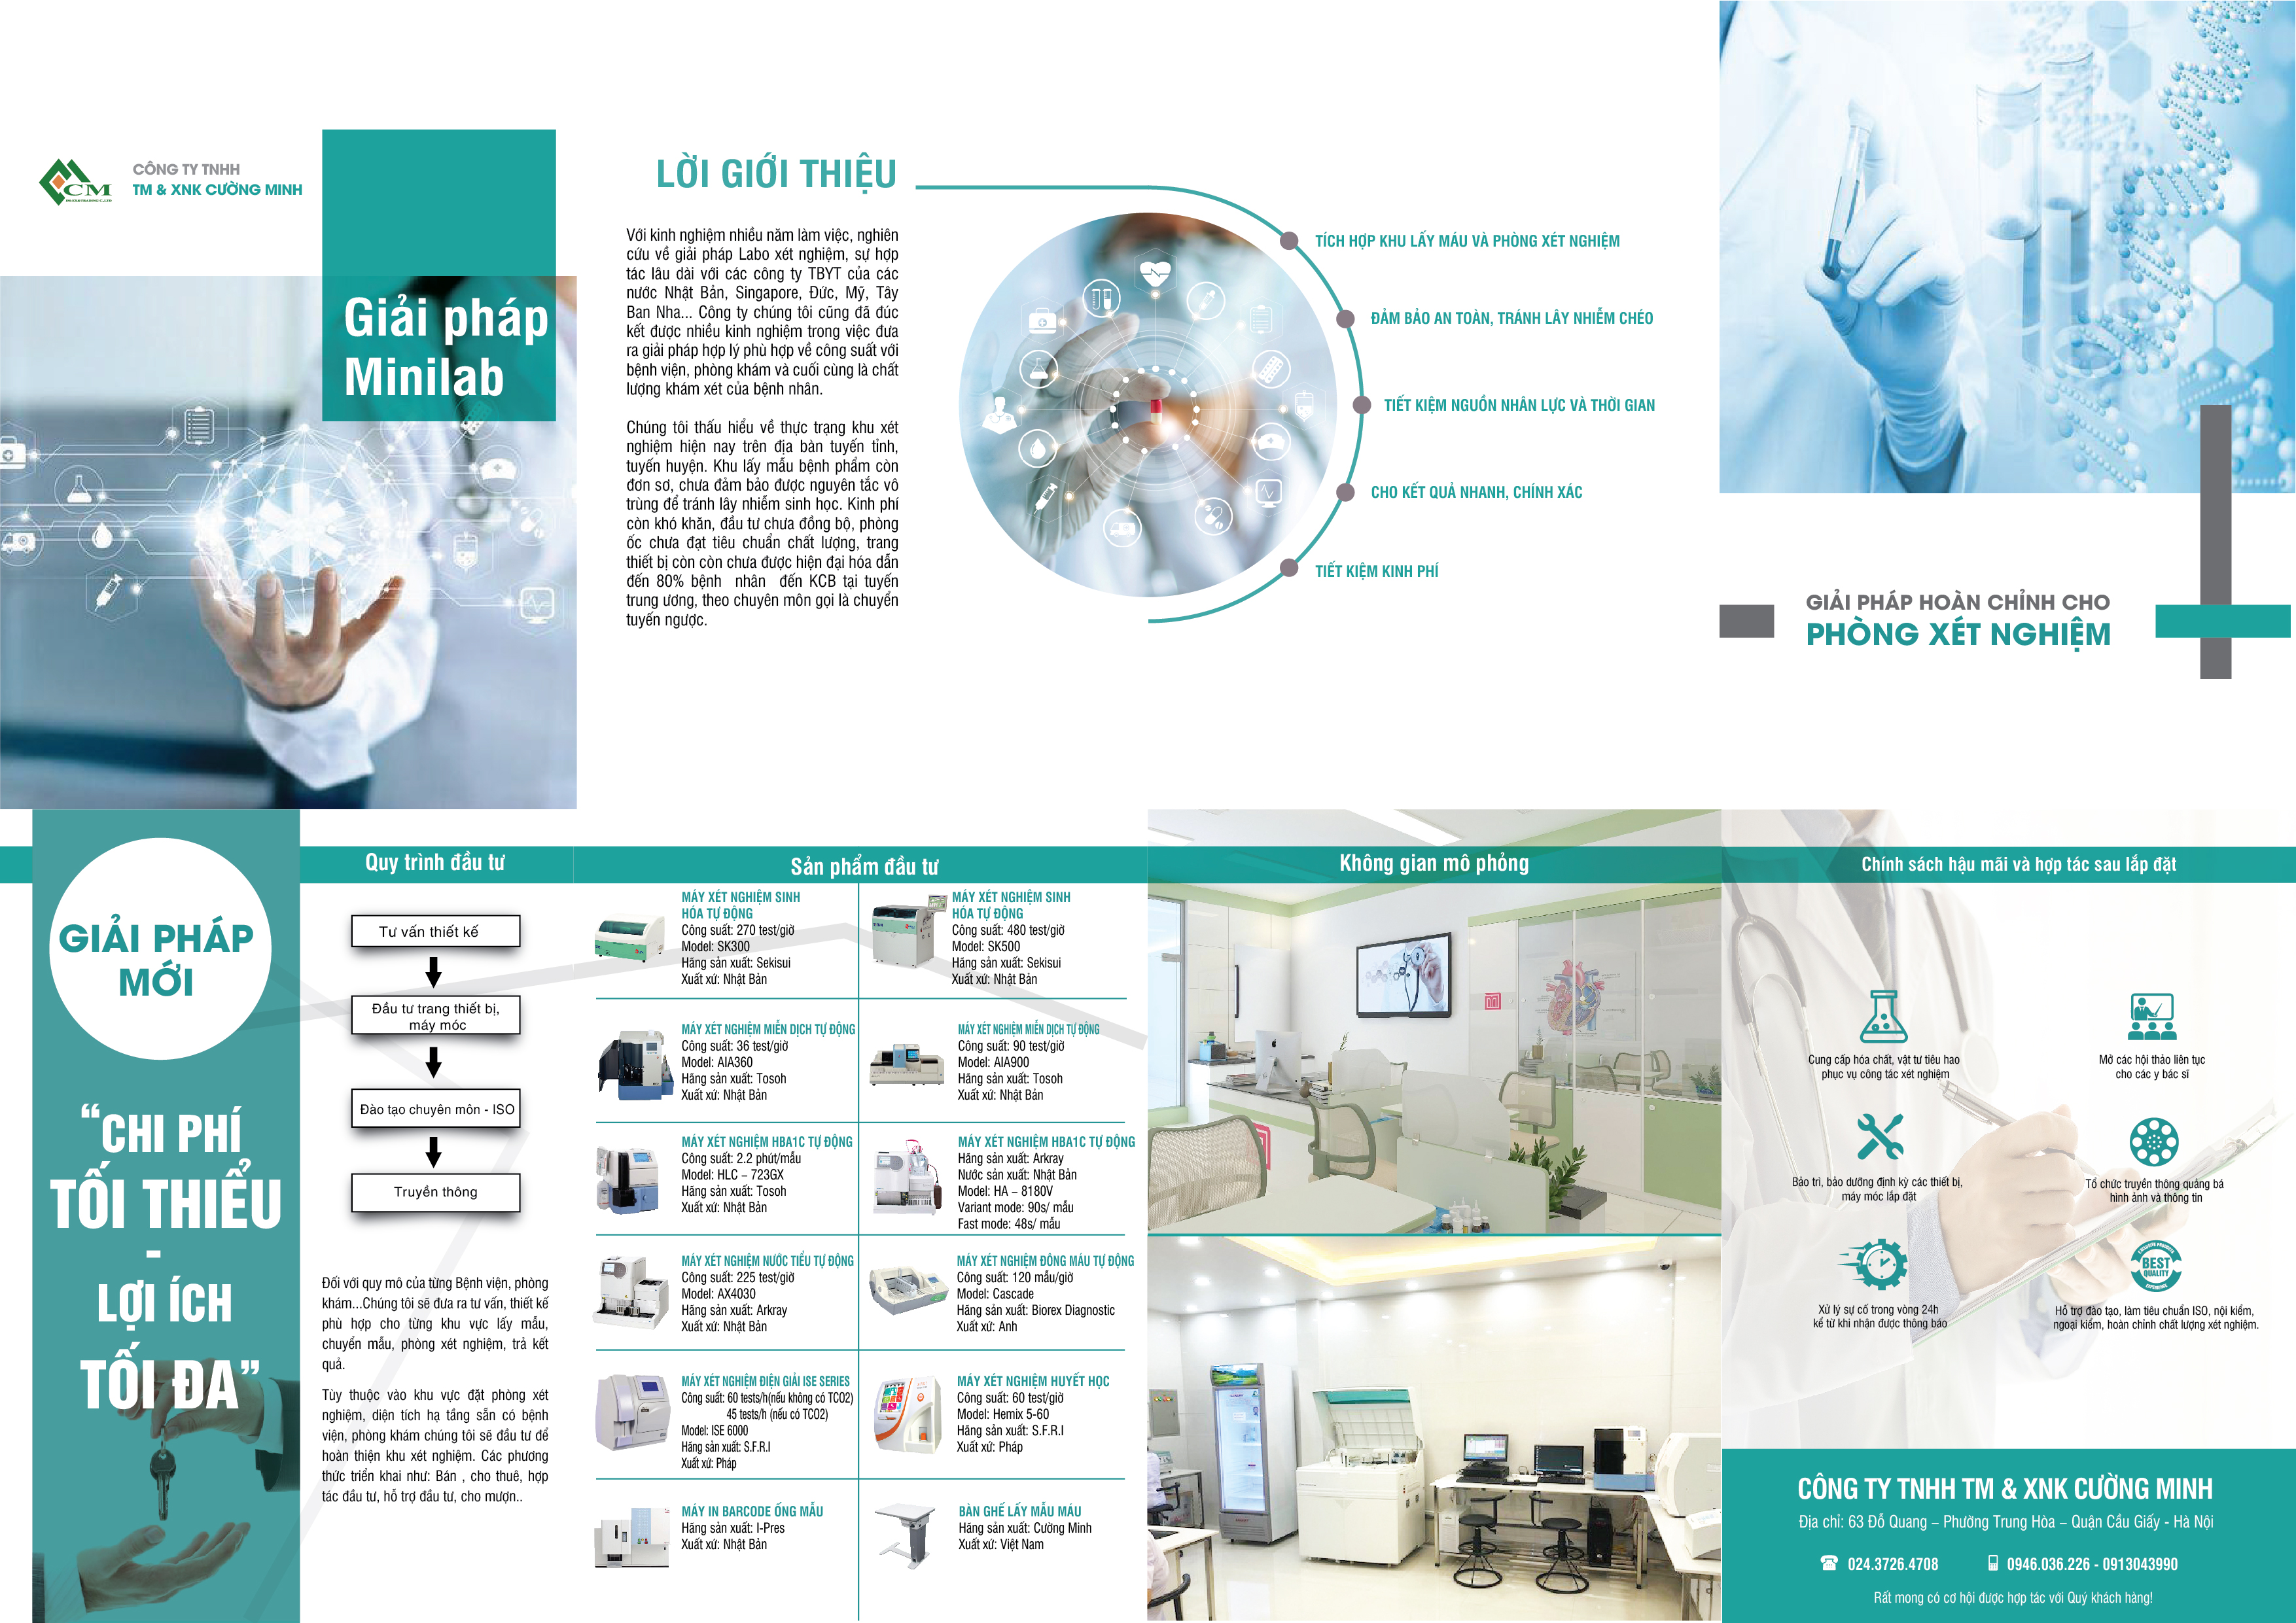 CM
CÔNG TY TNHH
TM & XNK CƯỜNG MINH
Giải pháp
Minilab
LỜI GIỚI THIỆU
Với kinh nghiệm nhiều năm làm việc, nghiên
cứu về giải pháp Labo xét nghiệm, sự hợp
tác lâu dài với các công ty TBYT của các
nước Nhật Bản, Singapore, Đức, Mỹ, Tây
Ban Nha... Công ty chúng tôi cũng đã đúc
kết được nhiều kinh nghiệm trong việc đưa
ra giải pháp hợp lý phù hợp về công suất với
bệnh viện, phòng khám và cuối cùng là chất
lượng khám xét của bệnh nhân.
Chúng tôi thấu hiểu về thực trạng khu xét
nghiệm hiện nay trên địa bàn tuyến tỉnh,
tuyến huyện. Khu lấy mẫu bệnh phẩm còn
đơn sơ, chưa đảm bảo được nguyên tắc vô
trùng để tránh lây nhiễm sinh học. Kinh phí
còn khó khăn, đầu tư chưa đồng bộ, phòng
ốc chưa đạt tiêu chuẩn chất lượng, trang
thiết bị còn còn chưa được hiện đại hóa dẫn
đến 80% bệnh nhân đến KCB tại tuyến
trung ương, theo chuyên môn gọi là chuyển
tuyến ngược.
TÍCH HỢP KHU LẤY MÁU VÀ PHÒNG XÉT NGHIỆM
ĐẢM BẢO AN TOÀN, TRÁNH LÂY NHIỄM CHÉO
TIẾT KIỆM NGUỒN NHÂN LỰC VÀ THỜI GIAN
CHO KẾT QUẢ NHANH, CHÍNH XÁC
TIẾT KIỆM KINH PHÍ
GIẢI PHÁP HOÀN CHỈNH CHO
PHÒNG XÉT NGHIỆM
GIẢI PHÁP
MỚI
“CHI PHÍ
TỐI THIỂU
-
LỢI ÍCH
TỐI ĐA”
Quy trình đầu tư
Tư vấn thiết kế
Đầu tư trang thiết bị,
máy móc
Đào tạo chuyên môn - ISO
Truyền thông
Đối với quy mô của từng Bệnh viện, phòng
khám...Chúng tôi sẽ đưa ra tư vấn, thiết kế
phù hợp cho từng khu vực lấy mẫu,
chuyển mẫu, phòng xét nghiệm, trả kết
quả.
Tùy thuộc vào khu vực đặt phòng xét
nghiệm, diện tích hạ tầng sẵn có bệnh
viện, phòng khám chúng tôi sẽ đầu tư để
hoàn thiện khu xét nghiệm. Các phương
thức triển khai như: Bán , cho thuê, hợp
tác đầu tư, hỗ trợ đầu tư, cho mượn..
Sản phẩm đầu tư
MÁY XÉT NGHIỆM SINH
HÓA TỰ ĐỘNG
Công suất: 270 test/giờ
Model: SK300
Hãng sản xuất: Sekisui
Xuất xứ: Nhật Bản
MÁY XÉT NGHIỆM SINH
HÓA TỰ ĐỘNG
Công suất: 480 test/giờ
Model: SK500
Hãng sản xuất: Sekisui
Xuất xứ: Nhật Bản
MÁY XÉT NGHIỆM MIỄN DỊCH TỰ ĐỘNG
Công suất: 36 test/giờ
Model: AIA360
Hãng sản xuất: Tosoh
Xuất xứ: Nhật Bản
MÁY XÉT NGHIỆM MIỄN DỊCH TỰ ĐỘNG
Công suất: 90 test/giờ
Model: AIA900
Hãng sản xuất: Tosoh
Xuất xứ: Nhật Bản
MÁY XÉT NGHIỆM HBA1C TỰ ĐỘNG
Công suất: 2.2 phút/mẫu
Model: HLC – 723GX
Hãng sản xuất: Tosoh
Xuất xứ: Nhật Bản
MÁY XÉT NGHIỆM HBA1C TỰ ĐỘNG
Hãng sản xuất: Arkray
Nước sản xuất: Nhật Bản
Model: HA – 8180V
Variant mode: 90s/ mẫu
Fast mode: 48s/ mẫu
MÁY XÉT NGHIỆM NƯỚC TIỂU TỰ ĐỘNG
Công suất: 225 test/giờ
Model: AX4030
Hãng sản xuất: Arkray
Xuất xứ: Nhật Bản
MÁY XÉT NGHIỆM ĐÔNG MÁU TỰ ĐỘNG
Công suất: 120 mẫu/giờ
Model: Cascade
Hãng sản xuất: Biorex Diagnostic
Xuất xứ: Anh
MÁY XÉT NGHIỆM ĐIỆN GIẢI ISE SERIES
Công suất: 60 tests/h(nếu không có TCO2)
45 tests/h (nếu có TCO2)
Model: ISE 6000
Hãng sản xuất: S.F.R.I
Xuất xứ: Pháp
MÁY XÉT NGHIỆM HUYẾT HỌC
Công suất: 60 test/giờ
Model: Hemix 5-60
Hãng sản xuất: S.F.R.I
Xuất xứ: Pháp
MÁY IN BARCODE ỐNG MẪU
Hãng sản xuất: I-Pres
Xuất xứ: Nhật Bản
BÀN GHẾ LẤY MẪU MÁU
Hãng sản xuất: Cường Minh
Xuất xứ: Việt Nam
Không gian mô phỏng
Chính sách hậu mãi và hợp tác sau lắp đặt
Cung cấp hóa chất, vật tư tiêu hao
phục vụ công tác xét nghiệm
Mở các hội thảo liên tục
cho các y bác sĩ
Bảo trì, bảo dưỡng định kỳ các thiết bị,
máy móc lắp đặt
Tổ chức truyền thông quảng bá
hình ảnh và thông tin
Xử lý sự cố trong vòng 24h
kể từ khi nhận được thông báo
BEST
QUALITY
Hỗ trợ đào tạo, làm tiêu chuẩn ISO, nội kiểm,
ngoại kiểm, hoàn chỉnh chất lượng xét nghiệm.
CÔNG TY TNHH TM & XNK CƯỜNG MINH
Địa chỉ: 63 Đỗ Quang – Phường Trung Hòa – Quận Cầu Giấy - Hà Nội
024.3726.4708
0946.036.226 - 0913043990
Rất mong có cơ hội được hợp tác với Quý khách hàng!